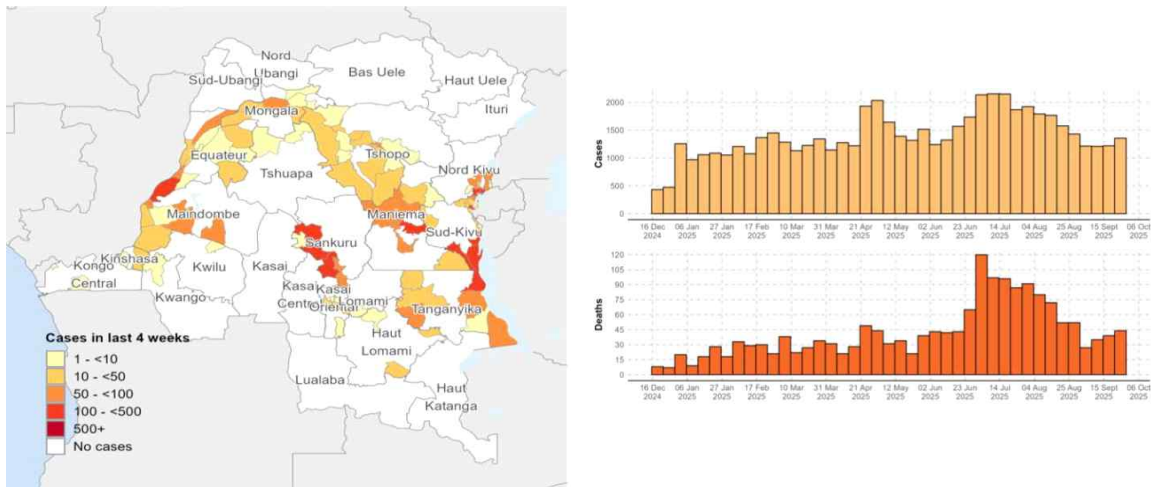 Nord
Ubangi
Sud-Ubangi
Bas Uele
Haut Uele
Ituri
Mongala
Equateur
Tshopo
Tshuapa
Nord Kivu
Maindombe
Maniema
Sankuru
Sud-Kivu
Kinshasa
Kongo
Central
Kwilu
Kasai
Kwango
Kasai
Central
Kasai
Oriental
Lomami
Tanganyika
Haut
Lomami
Lualaba
Haut
Katanga
Cases in last 4 weeks
1 - <10
10 - <50
50 - <100
100 - <500
500+
No cases
Cases
2000
1500
1000
500
0
16 Dec 06 Jan 27 Jan 17 Feb 10 Mar 31 Mar 21 Apr 12 May 02 Jun 23 Jun 14 Jul 04 Aug 25 Aug 15 Sept 06 Oct
2024 2025 2025 2025 2025 2025 2025 2025 2025 2025 2025 2025 2025 2025 2025
Deaths
120
105
90
75
60
45
30
15
0
16 Dec 06 Jan 27 Jan 17 Feb 10 Mar 31 Mar 21 Apr 12 May 02 Jun 23 Jun 14 Jul 04 Aug 25 Aug 15 Sept 06 Oct
2024 2025 2025 2025 2025 2025 2025 2025 2025 2025 2025 2025 2025 2025 2025